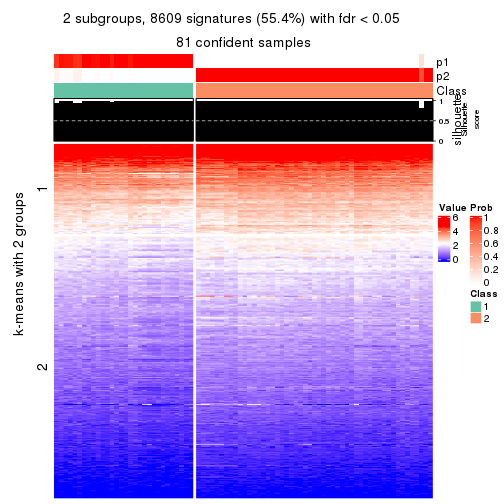 2 subgroups, 8609 signatures (55.4%) with fdr < 0.05
81 confident samples
p1
p2
Class
1
0.5
0
silhouette
Silhouette
score
k-means with 2 groups
1
2
Value
6
4
2
0
Prob
1
0.8
0.6
0.4
0.2
0
Class
1
2